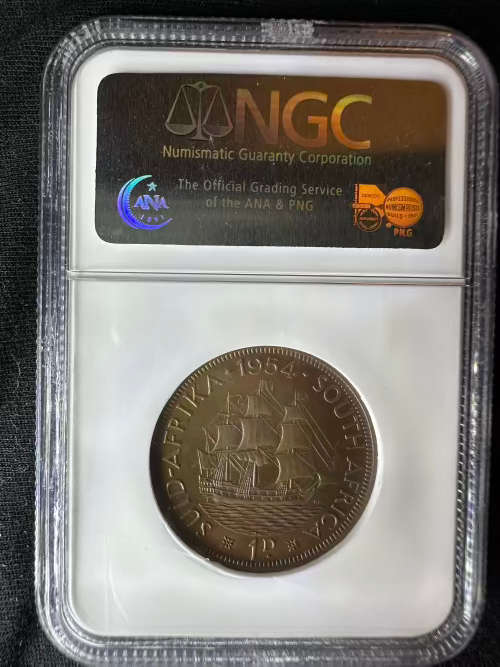 NGC
Numismatic Guaranty Corporation
The Official Grading Service
of the ANA & PNG
ANA
PNG
SUID-AFRIKA · 1954 · SOUTH AFRICA
1D